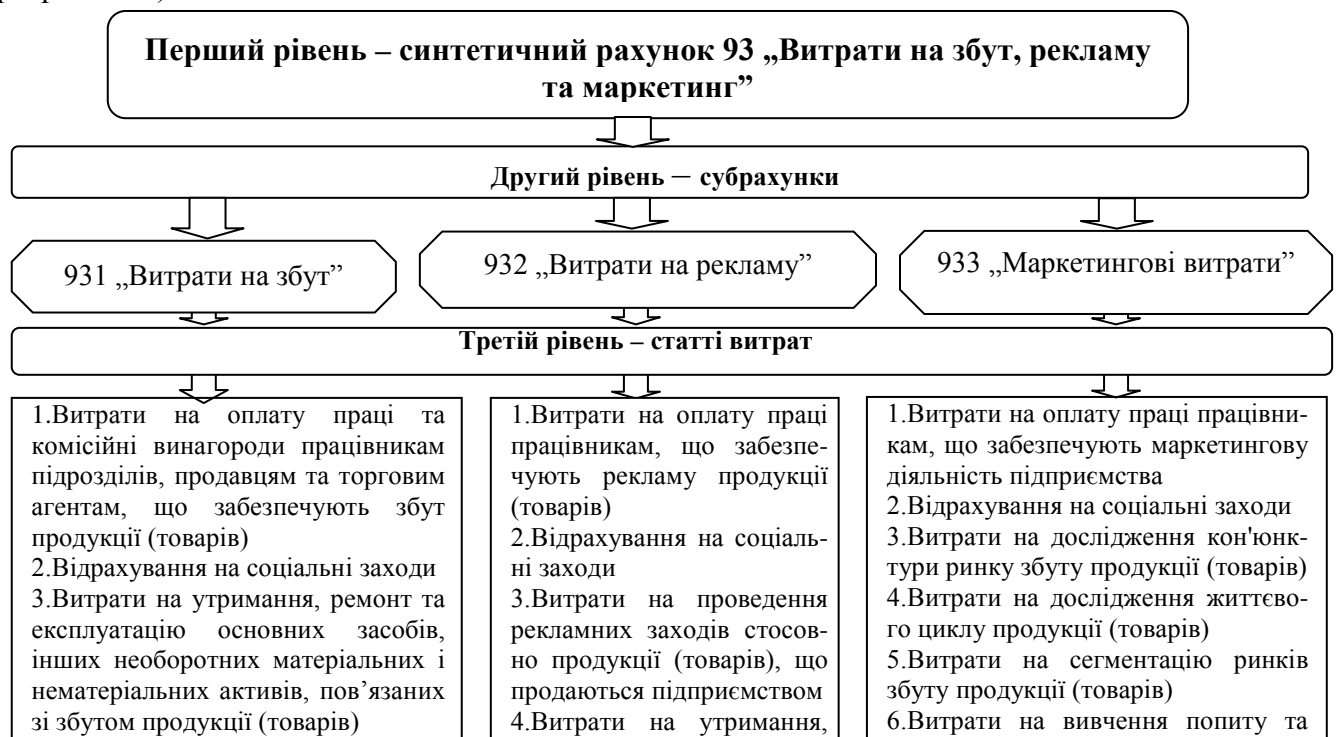 Перший рівень – синтетичний рахунок 93 „Витрати на збут, рекламу
та маркетинг”
Другий рівень — субрахунки
931 „Витрати на збут”
932 „Витрати на рекламу”
933 „Маркетингові витрати”
Третій рівень – статті витрат
1.Витрати на оплату праці та
комісійні винагороди працівникам
підрозділів, продавцям та торговим
агентам, що забезпечують збут
продукції (товарів)
2.Відрахування на соціальні заходи
3.Витрати на утримання, ремонт та
експлуатацію основних засобів,
інших необоротних матеріальних і
нематеріальних активів, пов’язаних
зі збутом продукції (товарів)
1.Витрати на оплату праці
працівникам, що забезпе-
чують рекламу продукції
(товарів)
2.Відрахування на соціаль-
ні заходи
3.Витрати на проведення
рекламних заходів стосов-
но продукції (товарів), що
продаються підприємством
4.Витрати на утримання,
1.Витрати на оплату праці працівни-
кам, що забезпечують маркетингову
діяльність підприємства
2.Відрахування на соціальні заходи
3.Витрати на дослідження кон'юнк-
тури ринку збуту продукції (товарів)
4.Витрати на дослідження життєво-
го циклу продукції (товарів)
5.Витрати на сегментацію ринків
збуту продукції (товарів)
6.Витрати на вивчення попиту та